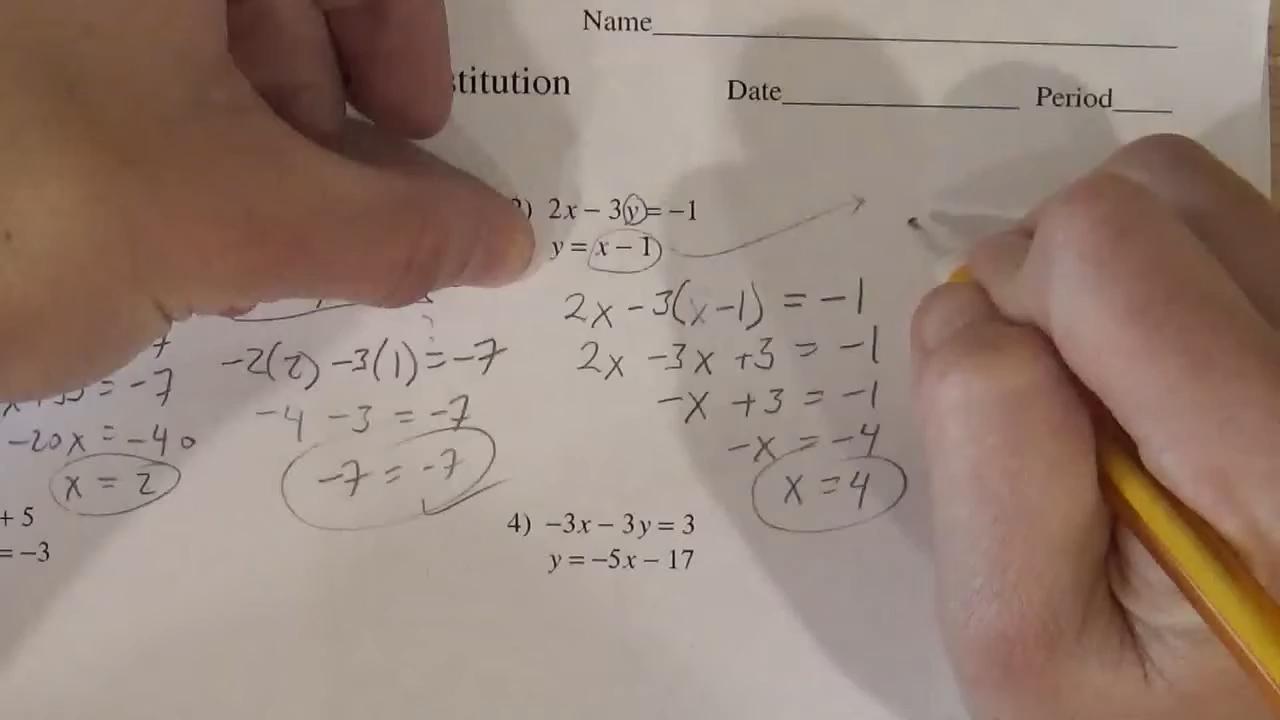 Name
stitution
Date Period
2x − 3y = −1
y = x − 1
2x -3(x-1) = -1
2x -3x +3 = -1
-x +3 = -1
-x = -4
x = 4
-2(2) -3(1) = -7
-4 -3 = -7
-7 = -7
= -7
-20x = -40
x = 2
+ 5
= −3
4) −3x − 3y = 3
y = −5x − 17